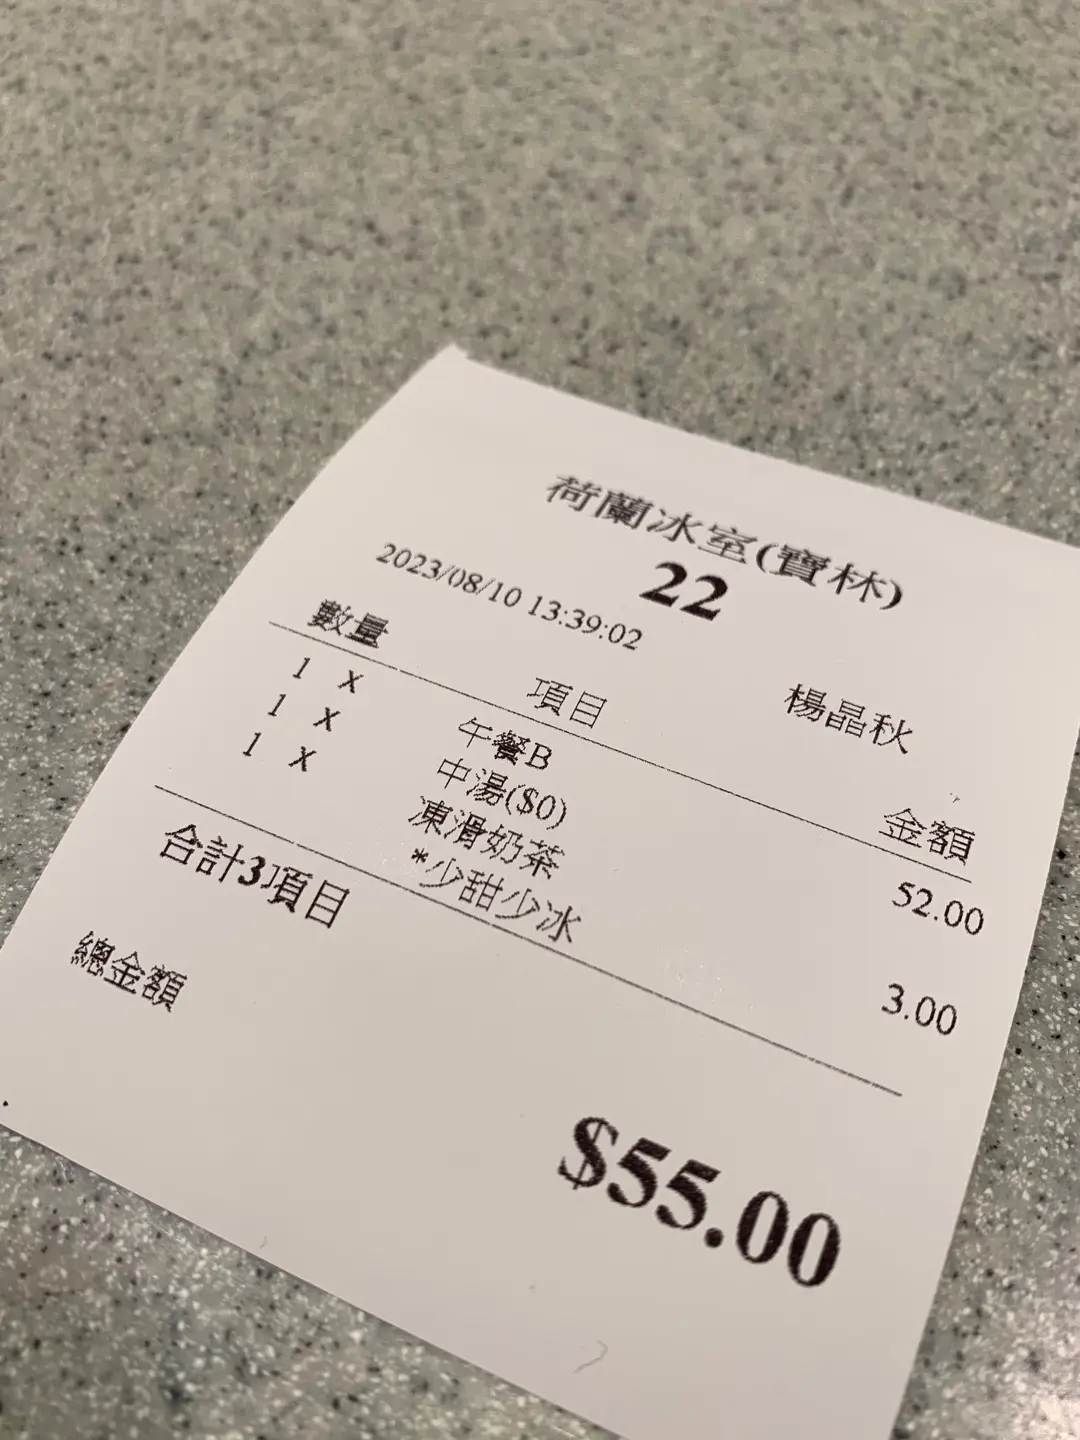 荷蘭冰室(寶林)
22
2023/08/10 13:39:02
楊晶秋
數量 項目 金額
1 x 午餐B 52.00
1 x 中湯($0)
1 x 凍滑奶茶 3.00
*少甜少冰
合計3項目
總金額
$55.00